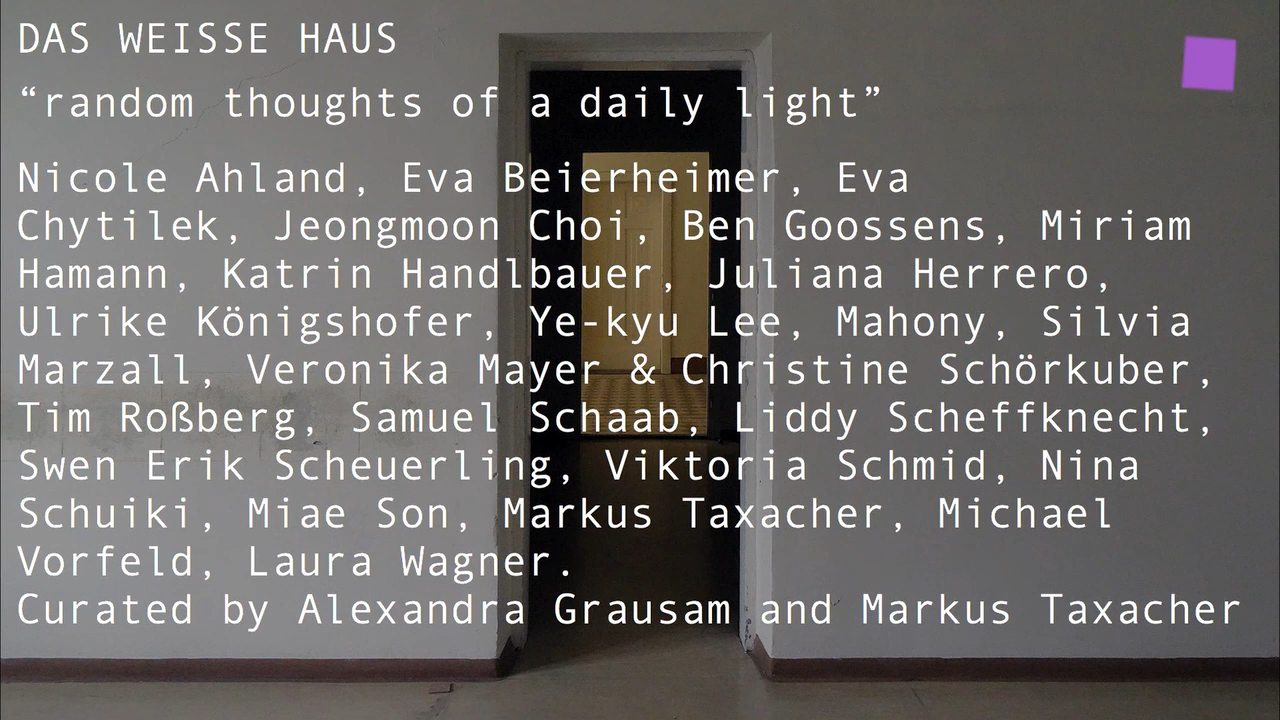 DAS WEISSE HAUS
“random thoughts of a daily light”
Nicole Ahland, Eva Beierheimer, Eva
Chytilek, Jeongmoon Choi, Ben Goossens, Miriam
Hamann, Katrin Handlbauer, Juliana Herrero,
Ulrike Königshofer, Ye-kyu Lee, Mahony, Silvia
Marzall, Veronika Mayer & Christine Schörkuber,
Tim Roßberg, Samuel Schaab, Liddy Scheffknecht,
Swen Erik Scheuerling, Viktoria Schmid, Nina
Schuiki, Miae Son, Markus Taxacher, Michael
Vorfeld, Laura Wagner.
Curated by Alexandra Grausam and Markus Taxacher